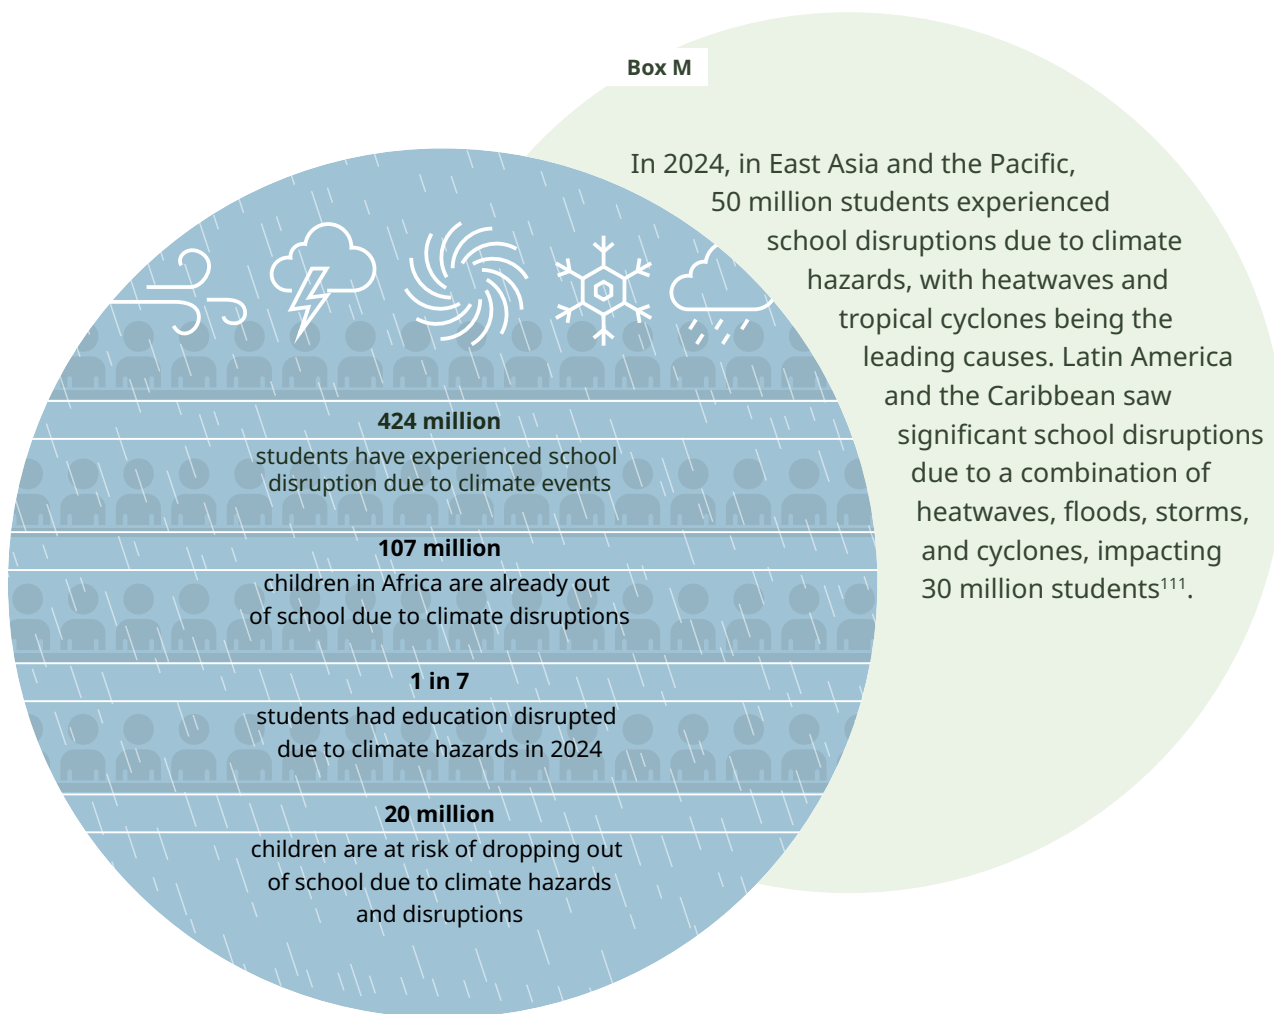 Box M
In 2024, in East Asia and the Pacific,
50 million students experienced
school disruptions due to climate
hazards, with heatwaves and
tropical cyclones being the
leading causes. Latin America
and the Caribbean saw
significant school disruptions
due to a combination of
heatwaves, floods, storms,
and cyclones, impacting
30 million students¹¹¹.
424 million
students have experienced school
disruption due to climate events
107 million
children in Africa are already out
of school due to climate disruptions
1 in 7
students had education disrupted
due to climate hazards in 2024
20 million
children are at risk of dropping out
of school due to climate hazards
and disruptions